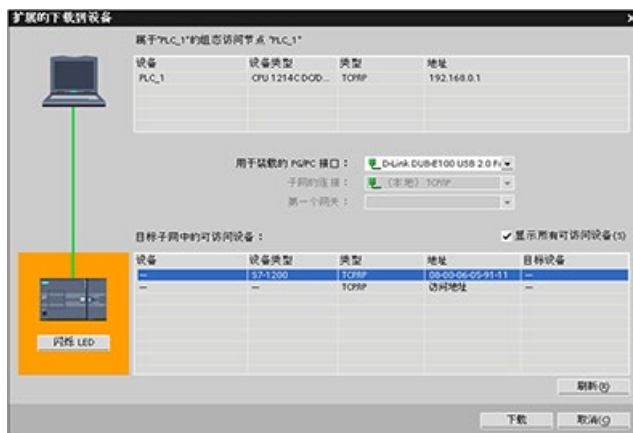 扩展的下载到设备
属于"PLC_1"的组态访问节点 "PLC_1"
设备 设备类型 类型 地址
PLC_1 CPU 1214C DC/D... TCP/IP 192.168.0.1
用于装载的 PG/PC 接口：
D-Link DUB-E100 USB 2.0 F
子网的连接：
（本地） TCP/IP
第一个网关：
目标子网中的可访问设备：
显示所有可访问设备(S)
设备 设备类型 类型 地址 目标设备
— S7-1200 TCP/IP 08-00-06-05-91-11 —
— — TCP/IP 访问地址 —
闪烁 LED
刷新(R)
下载
取消(C)